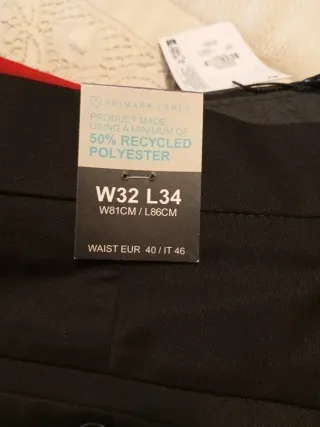 PRIMARK CARES
PRODUCT MADE
USING A MINIMUM OF
50% RECYCLED
POLYESTER
W32 L34
W81CM / L86CM
WAIST EUR 40 / IT 46